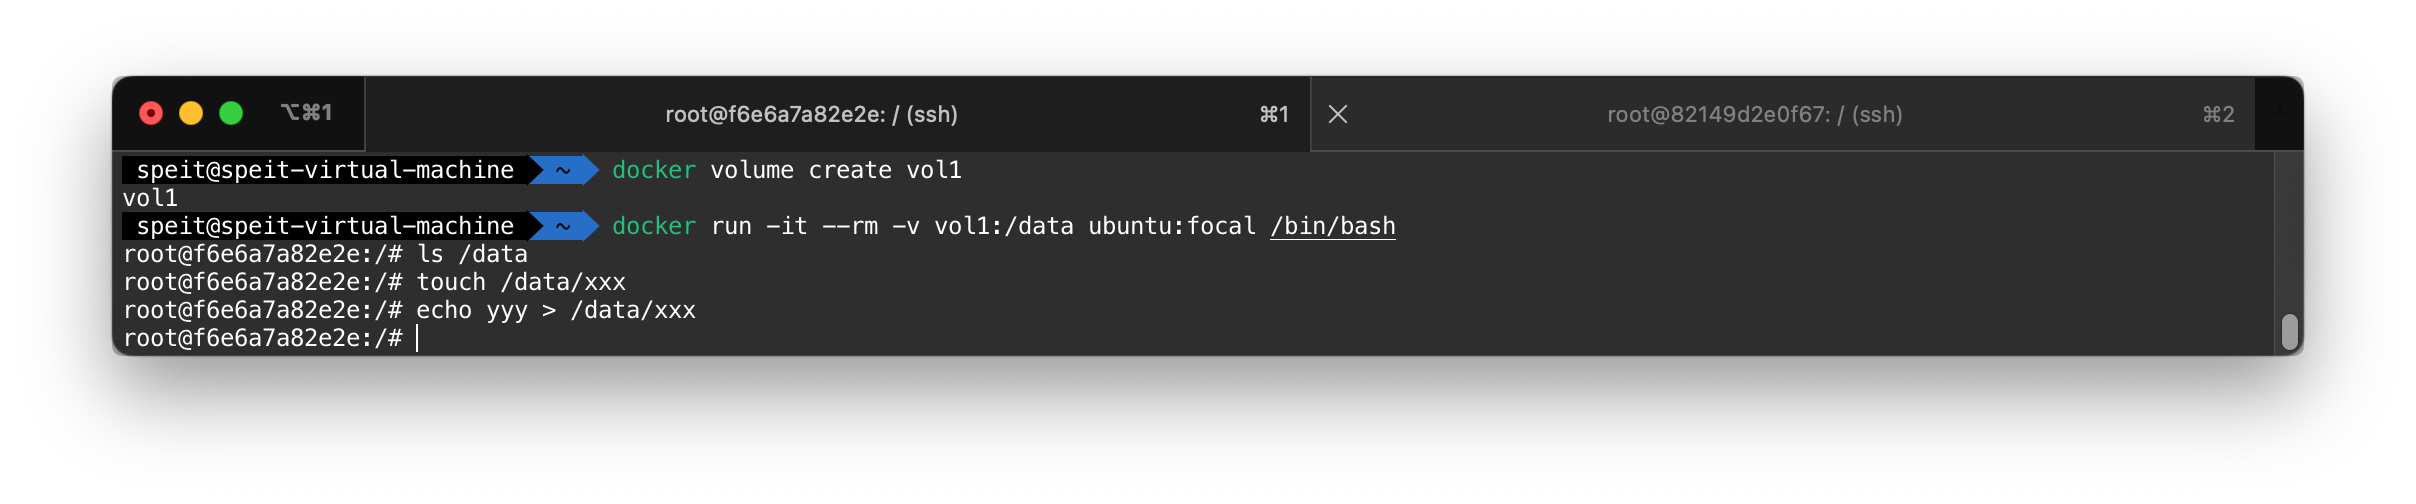 ⌥⌘1
root@f6e6a7a82e2e: / (ssh)
⌘1
root@82149d2e0f67: / (ssh)
⌘2
speit@speit-virtual-machine ~ docker volume create vol1
vol1
speit@speit-virtual-machine ~ docker run -it --rm -v vol1:/data ubuntu:focal /bin/bash
root@f6e6a7a82e2e:/# ls /data
root@f6e6a7a82e2e:/# touch /data/xxx
root@f6e6a7a82e2e:/# echo yyy > /data/xxx
root@f6e6a7a82e2e:/#